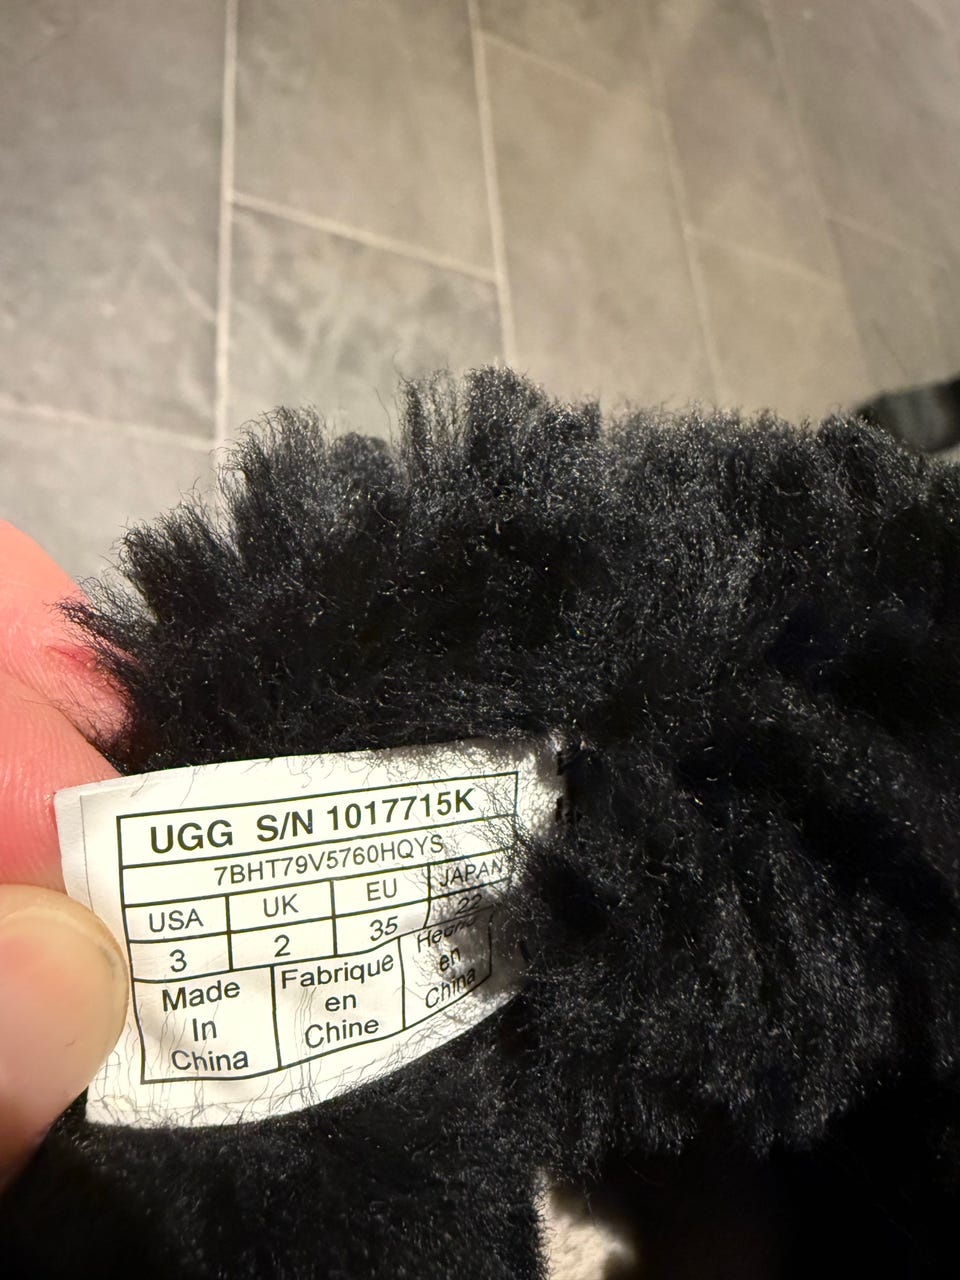 UGG S/N 1017715K
7BHT79V5760HQYS
USA UK EU JAPAN
3 2 35 22
Made In China
Fabrique en Chine
Hecho en China